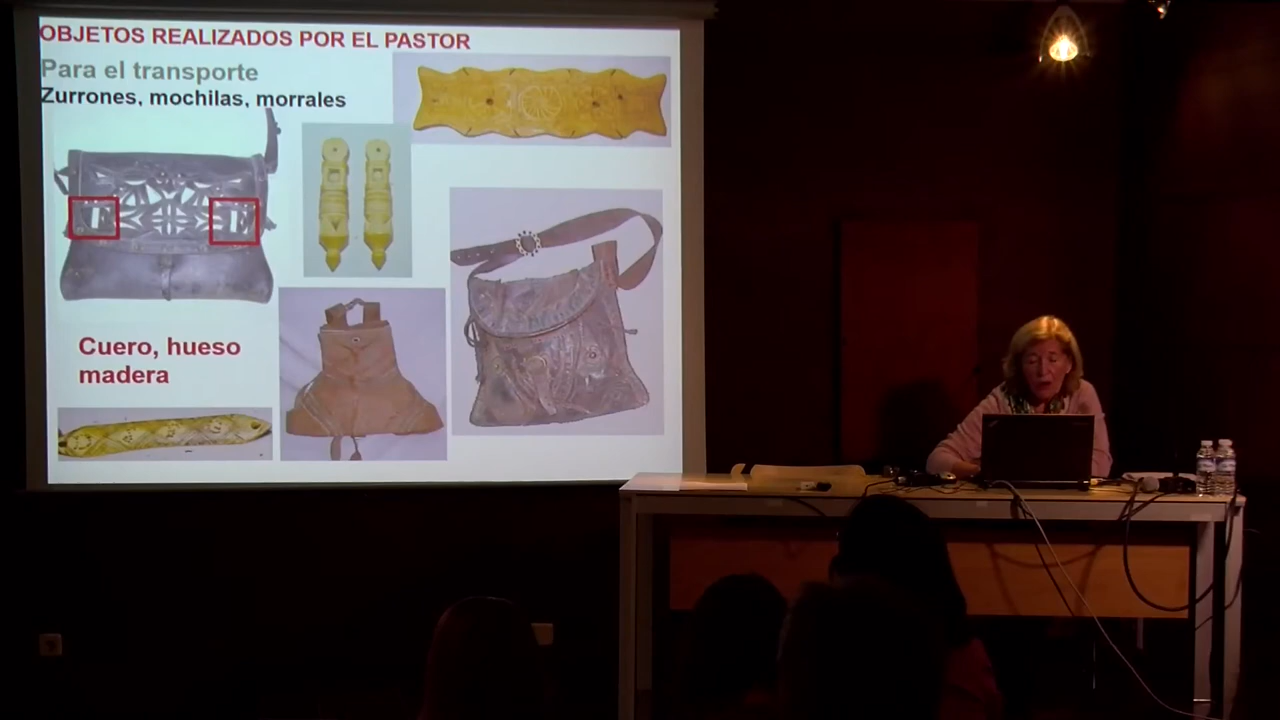 OBJETOS REALIZADOS POR EL PASTOR
Para el transporte
Zurrones, mochilas, morrales
Cuero, hueso
madera